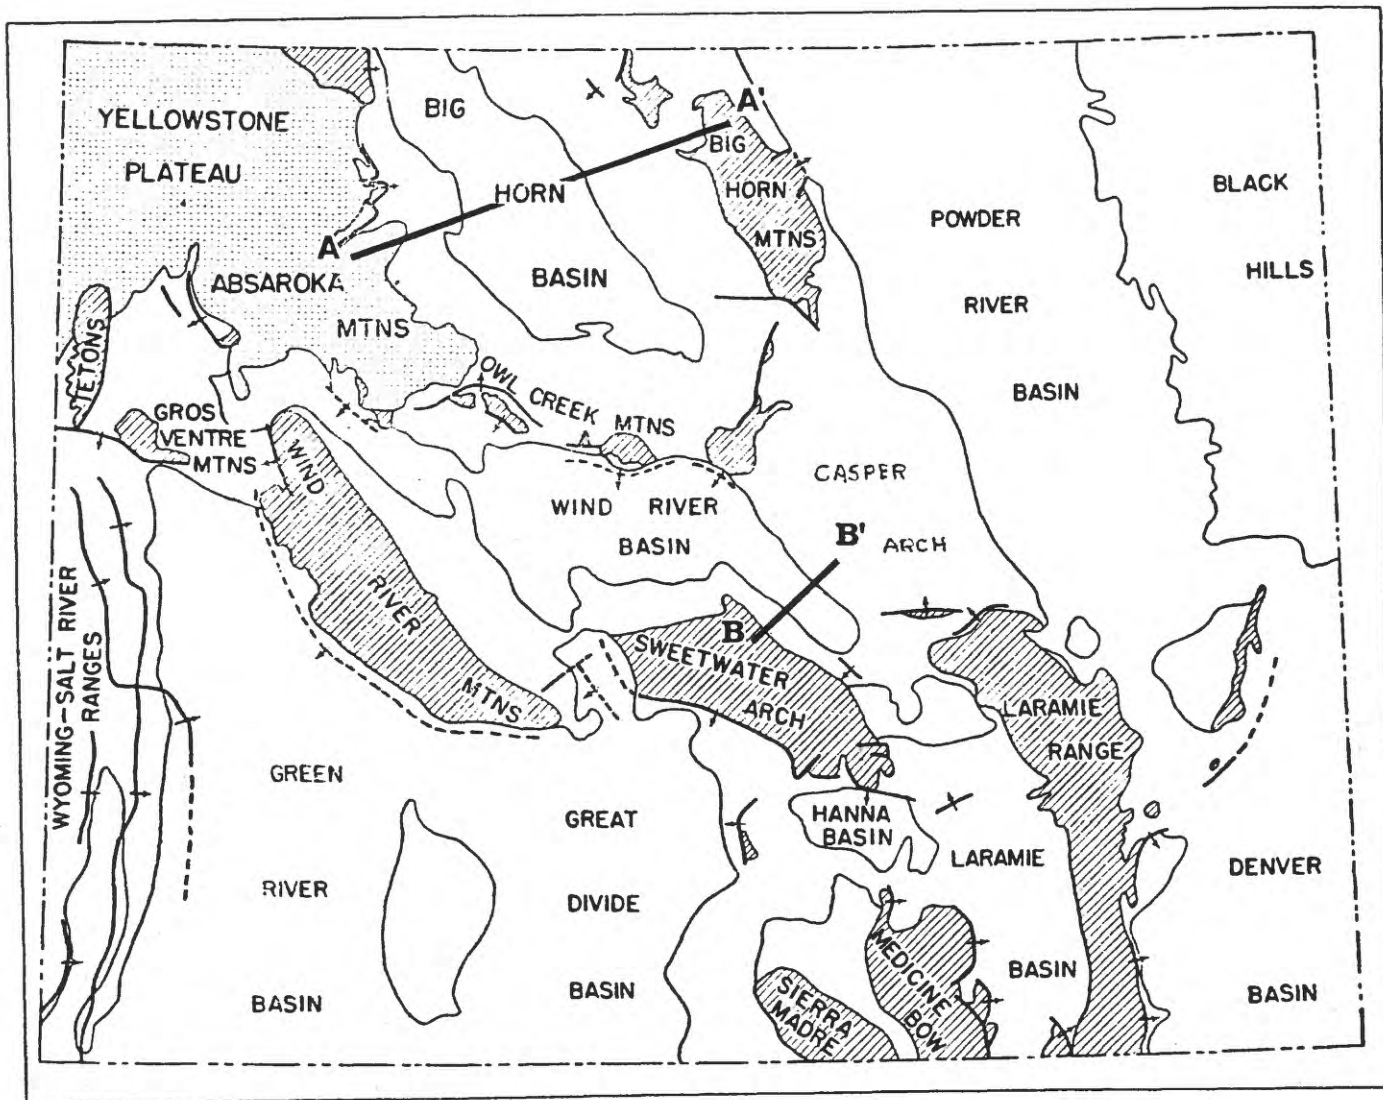 YELLOWSTONE
PLATEAU
BIG
HORN
BASIN
A
A'
BIG
HORN
MTNS
POWDER
RIVER
BASIN
BLACK
HILLS
ABSAROKA
MTNS
TETONS
GROS
VENTRE
MTNS
OWL CREEK MTNS
WIND
RIVER
MTNS
WIND RIVER
BASIN
CASPER
ARCH
B'
B
SWEETWATER
ARCH
WYOMING-SALT RIVER
RANGES
LARAMIE
RANGE
GREEN
RIVER
BASIN
GREAT
DIVIDE
BASIN
HANNA
BASIN
LARAMIE
BASIN
DENVER
BASIN
SIERRA
MADRE
MEDICINE
BOW